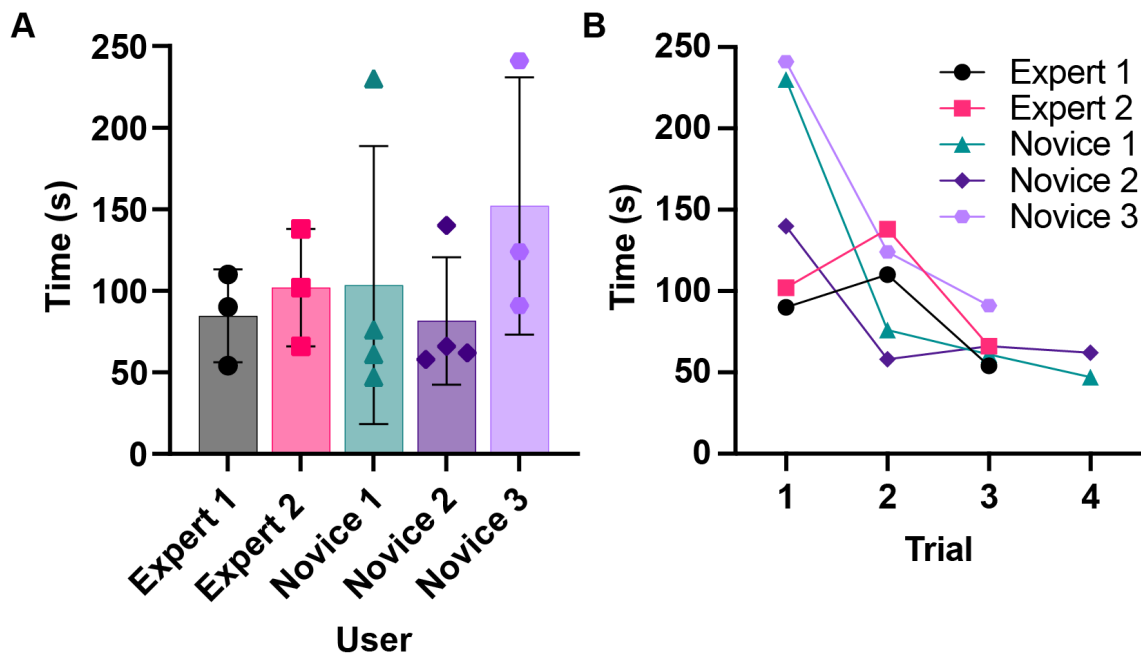 A
250
200
150
100
50
0
Time (s)
Expert 1
Expert 2
Novice 1
Novice 2
Novice 3
User
B
250
200
150
100
50
0
Time (s)
1
2
3
4
Trial
Expert 1
Expert 2
Novice 1
Novice 2
Novice 3